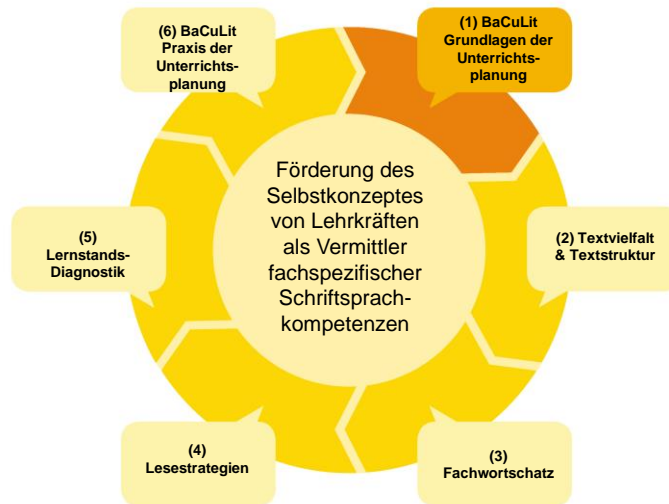 (6) BaCuLit
Praxis der
Unterrichts-
planung
(1) BaCuLit
Grundlagen der
Unterrichts-
planung
Förderung des
Selbstkonzeptes
von Lehrkräften
als Vermittler
fachspezifischer
Schriftsprach-
kompetenzen
(5)
Lernstands-
Diagnostik
(2) Textvielfalt
& Textstruktur
(4)
Lesestrategien
(3)
Fachwortschatz